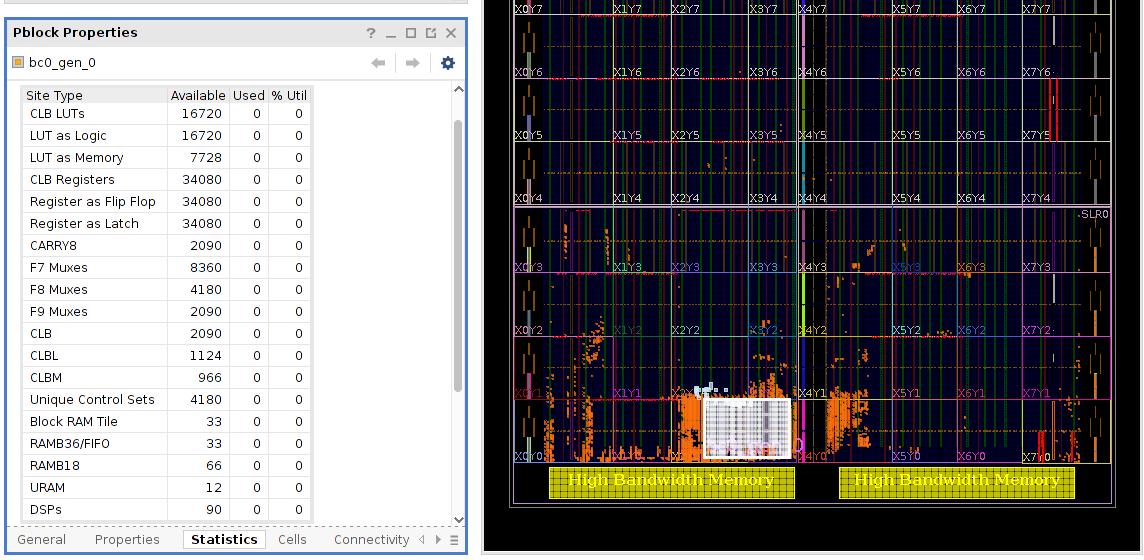 Pblock Properties
bc0_gen_0
Site Type Available Used % Util
CLB LUTs 16720 0 0
LUT as Logic 16720 0 0
LUT as Memory 7728 0 0
CLB Registers 34080 0 0
Register as Flip Flop 34080 0 0
Register as Latch 34080 0 0
CARRY8 2090 0 0
F7 Muxes 8360 0 0
F8 Muxes 4180 0 0
F9 Muxes 2090 0 0
CLB 2090 0 0
CLBL 1124 0 0
CLBM 966 0 0
Unique Control Sets 4180 0 0
Block RAM Tile 33 0 0
RAMB36/FIFO 33 0 0
RAMB18 66 0 0
URAM 12 0 0
DSPs 90 0 0
General Properties Statistics Cells Connectivity
X0Y7 X1Y7 X2Y7 X3Y7 X4Y7 X5Y7 X6Y7 X7Y7
X0Y6 X1Y6 X2Y6 X3Y6 X4Y6 X5Y6 X6Y6 X7Y6
X0Y5 X1Y5 X2Y5 X3Y5 X4Y5 X5Y5 X6Y5 X7Y5
X0Y4 X1Y4 X2Y4 X3Y4 X4Y4 X5Y4 X6Y4 X7Y4
SLR0
X0Y3 X1Y3 X2Y3 X3Y3 X4Y3 X5Y3 X6Y3 X7Y3
X0Y2 X1Y2 X2Y2 X3Y2 X4Y2 X5Y2 X6Y2 X7Y2
X0Y1 X1Y1 X4Y1 X5Y1 X6Y1 X7Y1
X0Y0 X5Y0 X6Y0 X7Y0
High Bandwidth Memory High Bandwidth Memory